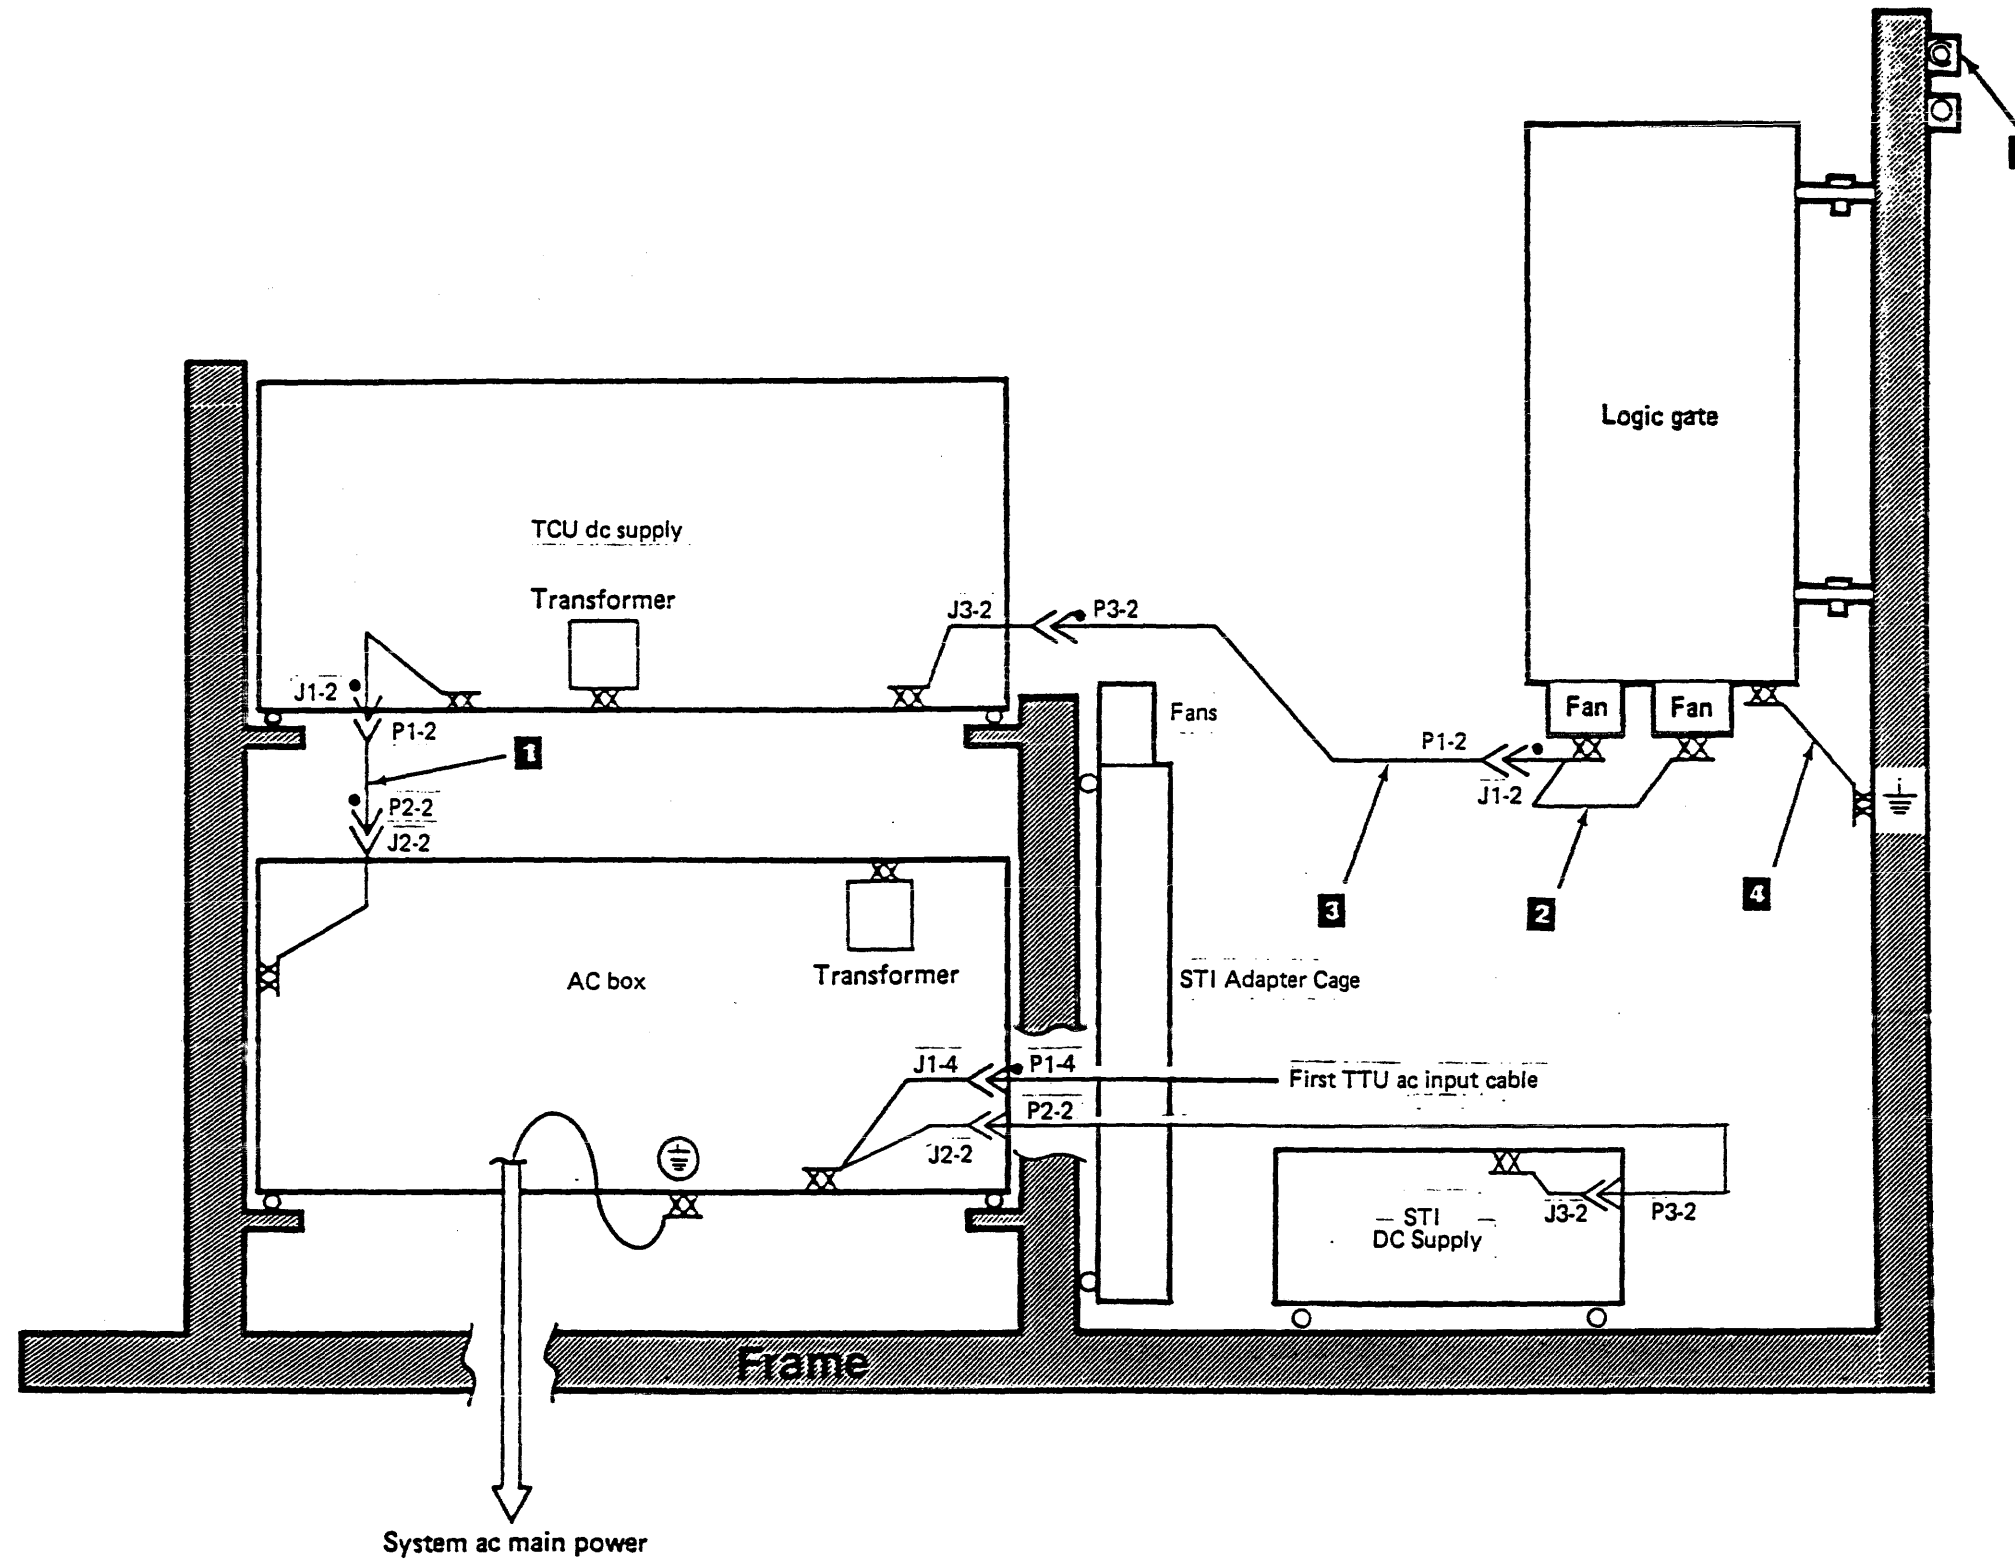 Logic gate
TCU dc supply
Transformer
J3-2
P3-2
J1-2
P1-2
Fans
Fan
Fan
P1-2
J1-2
1
P2-2
J2-2
3
2
4
AC box
Transformer
STI Adapter Cage
J1-4
P1-4
First TTU ac input cable
P2-2
J2-2
J3-2
P3-2
STI
DC Supply
Frame
System ac main power